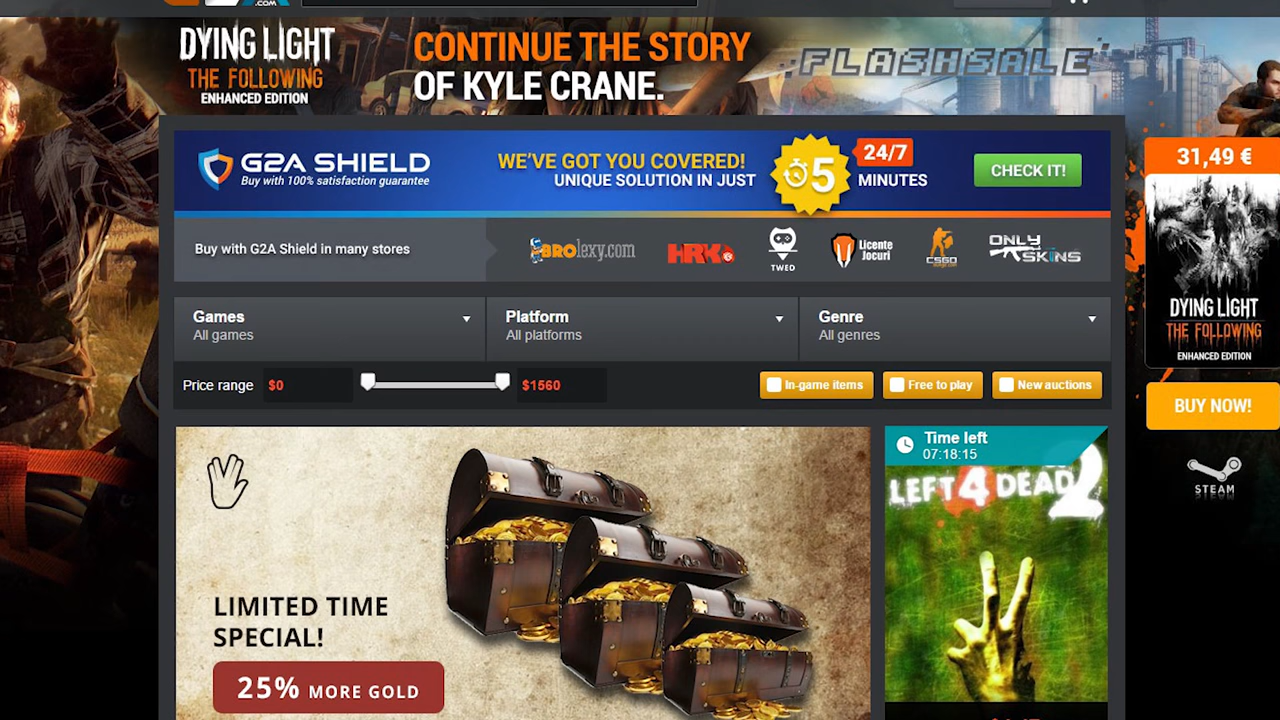 .COM
DYING LIGHT
THE FOLLOWING
ENHANCED EDITION
CONTINUE THE STORY
OF KYLE CRANE.
FLASHSALE
G2A SHIELD
Buy with 100% satisfaction guarantee
WE'VE GOT YOU COVERED!
UNIQUE SOLUTION IN JUST
5
24/7
MINUTES
CHECK IT!
31,49 €
Buy with G2A Shield in many stores
BROlexy.com
HRK
TWED
Licente
Jocuri
CSGO
ONLY
SKINS
DYING LIGHT
THE FOLLOWING
ENHANCED EDITION
Games
All games
Platform
All platforms
Genre
All genres
Price range
$0
$1560
In-game items
Free to play
New auctions
BUY NOW!
STEAM
Time left
07:18:15
LEFT 4 DEAD 2
LIMITED TIME
SPECIAL!
25% MORE GOLD